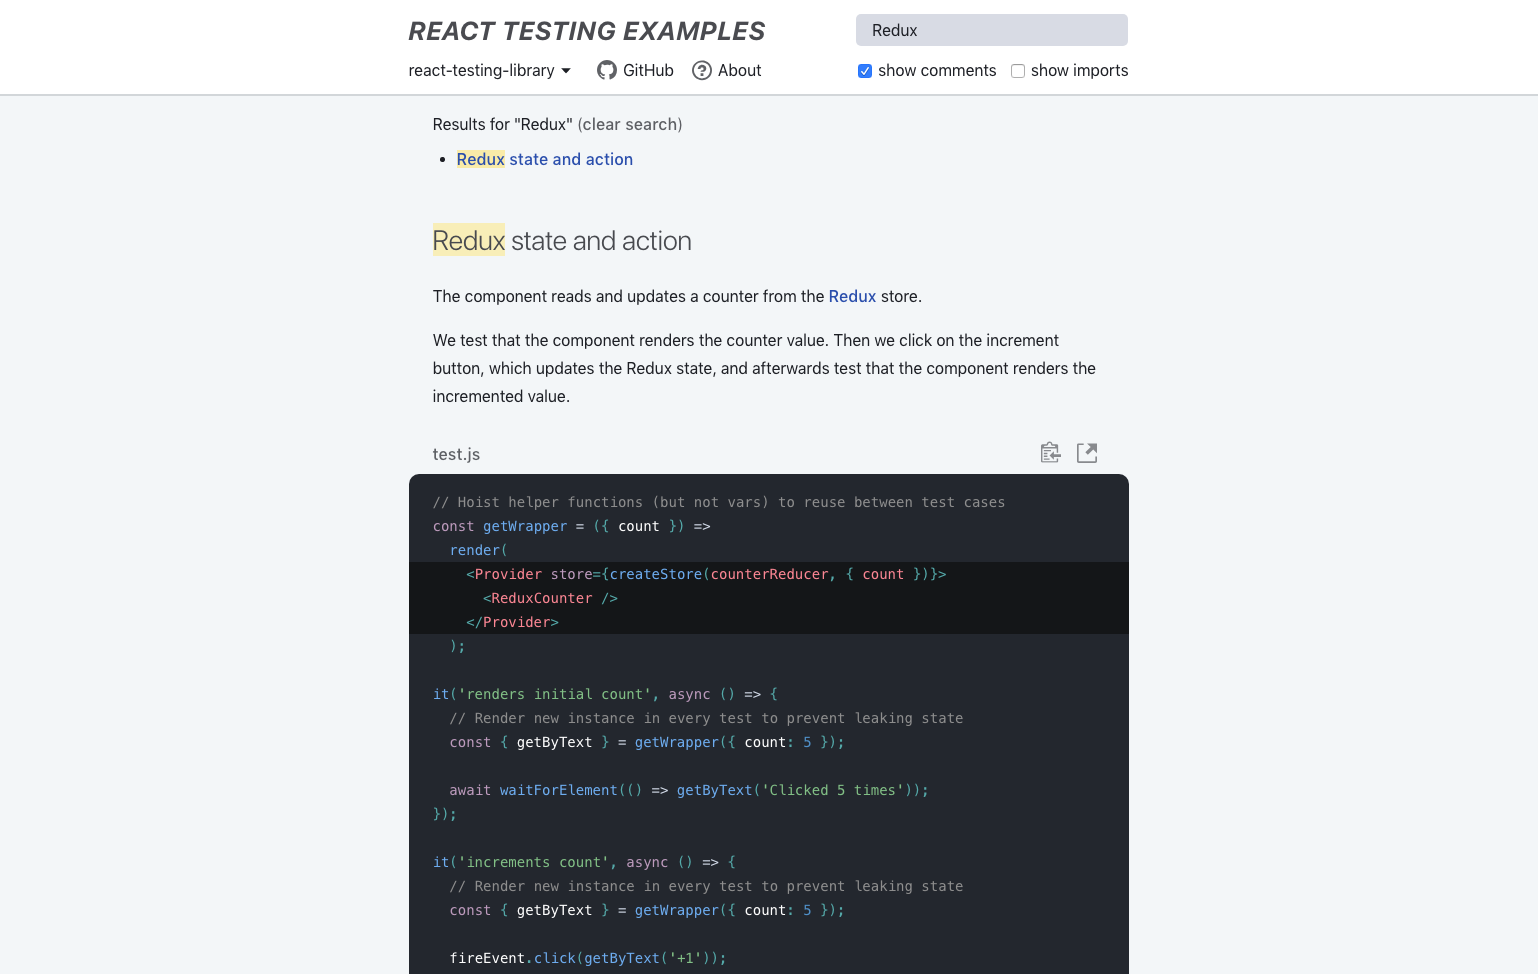 REACT TESTING EXAMPLES
Redux
react-testing-library
GitHub
About
show comments
show imports
Results for "Redux" (clear search)
Redux state and action
Redux state and action
The component reads and updates a counter from the Redux store.
We test that the component renders the counter value. Then we click on the increment
button, which updates the Redux state, and afterwards test that the component renders the
incremented value.
test.js
// Hoist helper functions (but not vars) to reuse between test cases
const getWrapper = ({ count }) =>
  render(
    <Provider store={createStore(counterReducer, { count })}>
      <ReduxCounter />
    </Provider>
  );
it('renders initial count', async () => {
  // Render new instance in every test to prevent leaking state
  const { getByText } = getWrapper({ count: 5 });
  await waitForElement(() => getByText('Clicked 5 times'));
});
it('increments count', async () => {
  // Render new instance in every test to prevent leaking state
  const { getByText } = getWrapper({ count: 5 });
  fireEvent.click(getByText('+1'));